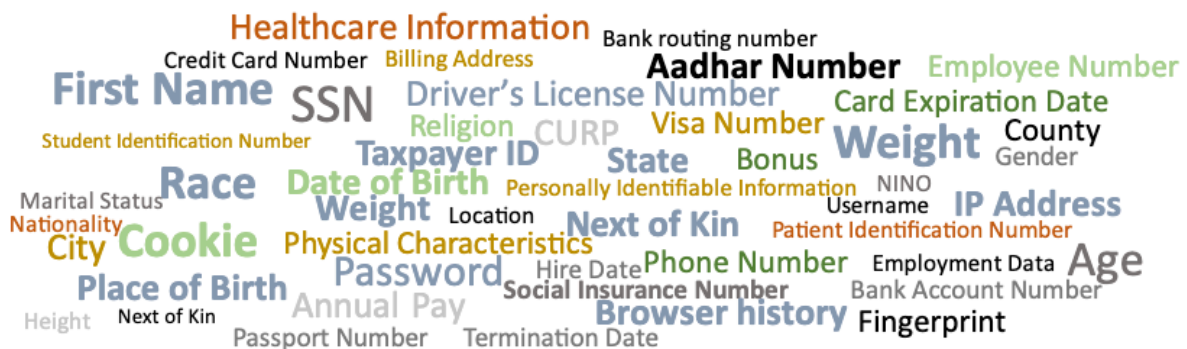 Healthcare Information
Bank routing number
Credit Card Number
Billing Address
Aadhar Number
Employee Number
First Name
SSN
Driver’s License Number
Card Expiration Date
Student Identification Number
Religion
CURP
Visa Number
Weight
County
Taxpayer ID
State
Bonus
Gender
Marital Status
Race
Date of Birth
Personally Identifiable Information
NINO
Nationality
Weight
Location
Next of Kin
Username
IP Address
City
Cookie
Physical Characteristics
Patient Identification Number
Password
Hire Date
Phone Number
Employment Data
Age
Place of Birth
Annual Pay
Social Insurance Number
Bank Account Number
Height
Next of Kin
Browser history
Fingerprint
Passport Number
Termination Date